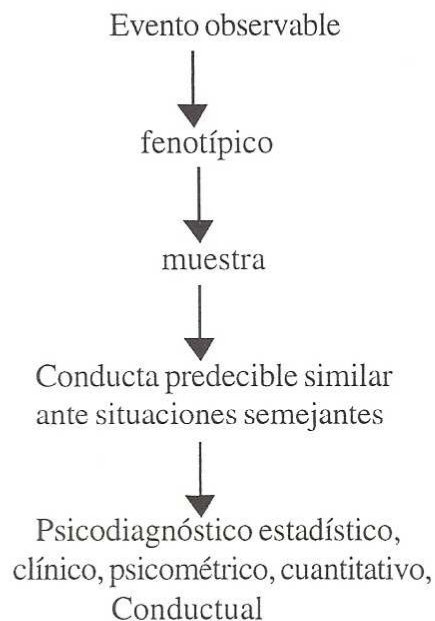 Evento observable
fenotípico
muestra
Conducta predecible similar
ante situaciones semejantes
Psicodiagnóstico estadístico,
clínico, psicométrico, cuantitativo,
Conductual